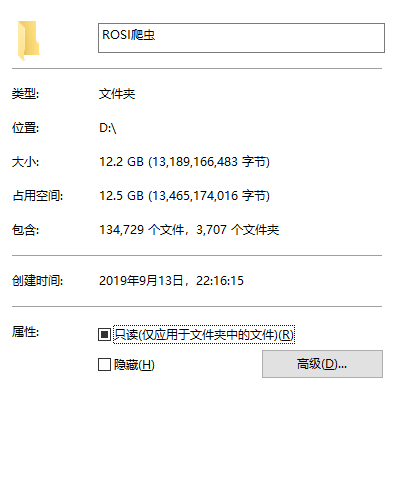 ROSI爬虫
类型: 文件夹
位置: D:\
大小: 12.2 GB (13,189,166,483 字节)
占用空间: 12.5 GB (13,465,174,016 字节)
包含: 134,729 个文件，3,707 个文件夹
创建时间: 2019年9月13日，22:16:15
属性: 只读(仅应用于文件夹中的文件)(R)
隐藏(H) 高级(D)...